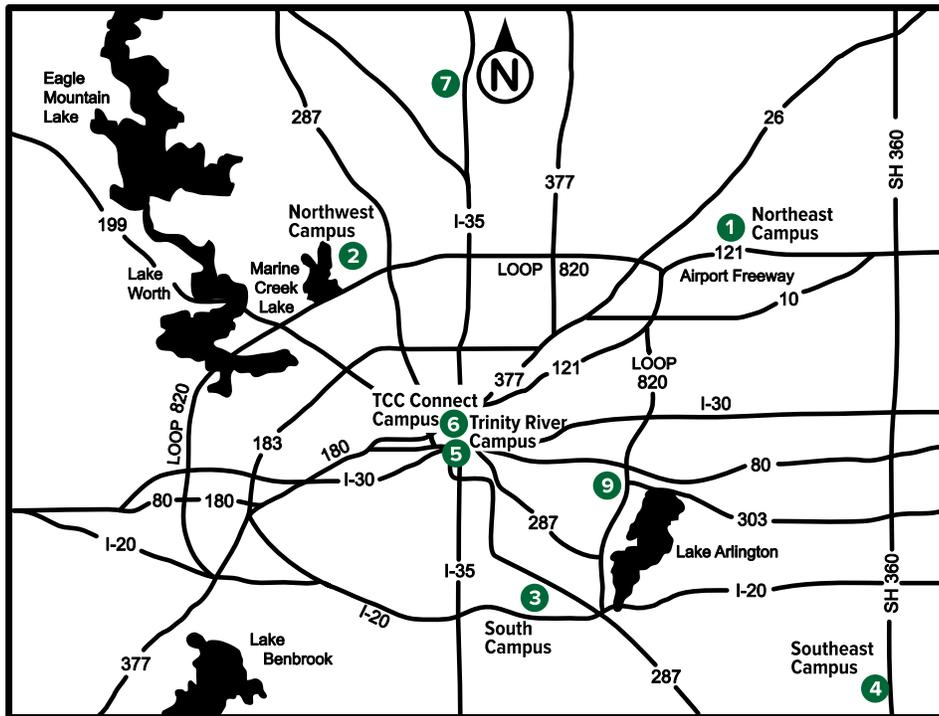 Eagle
Mountain
Lake
7
N
287
26
SH 360
377
199
I-35
Northwest
Campus
2
1
Northeast
Campus
121
Airport Freeway
Lake
Worth
Marine
Creek
Lake
LOOP 820
10
377
121
LOOP
820
LOOP 820
TCC Connect
Campus
6
Trinity River
Campus
5
I-30
183
180
I-30
80
80
180
9
303
287
I-20
Lake Arlington
I-35
I-20
SH 360
3
South
Campus
I-20
Lake
Benbrook
377
287
Southeast
Campus
4